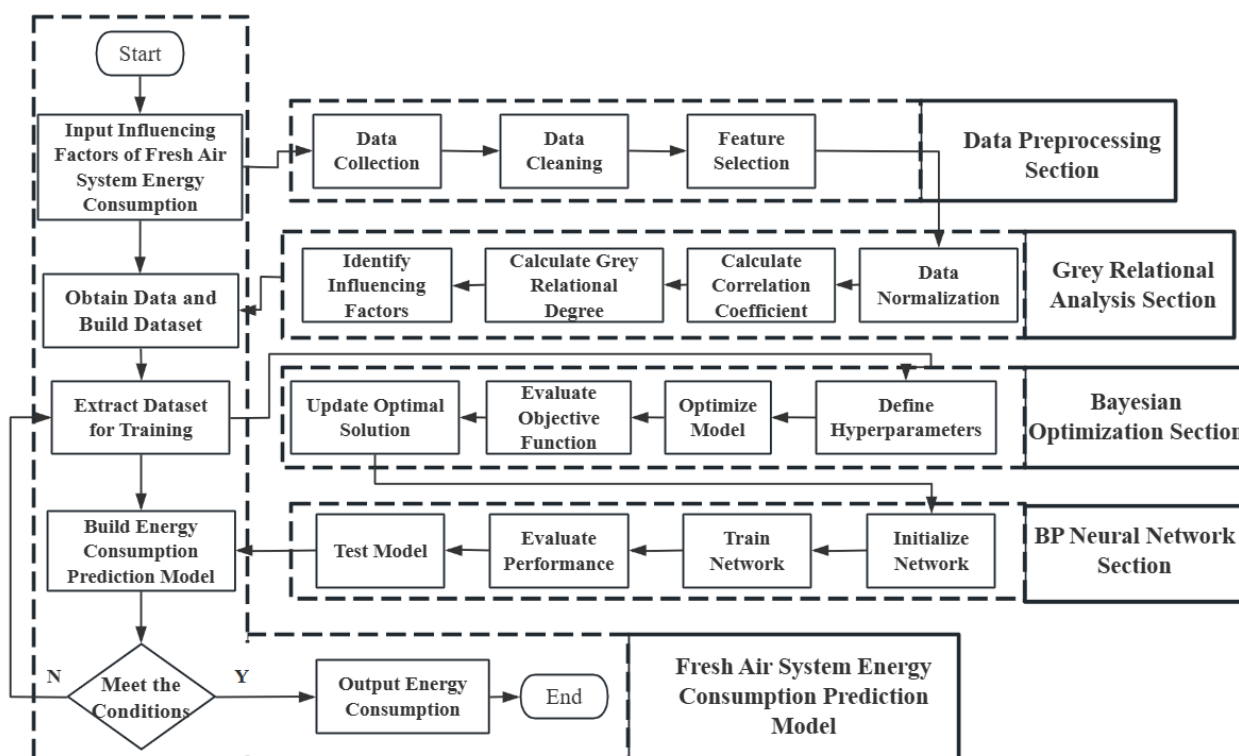 Start
Input Influencing
Factors of Fresh Air
System Energy
Consumption
Data
Collection
Data
Cleaning
Feature
Selection
Data Preprocessing
Section
Obtain Data and
Build Dataset
Identify
Influencing
Factors
Calculate Grey
Relational
Degree
Calculate
Correlation
Coefficient
Data
Normalization
Grey Relational
Analysis Section
Extract Dataset
for Training
Update Optimal
Solution
Evaluate
Objective
Function
Optimize
Model
Define
Hyperparameters
Bayesian
Optimization Section
Build Energy
Consumption
Prediction Model
Test Model
Evaluate
Performance
Train
Network
Initialize
Network
BP Neural Network
Section
N
Meet the
Conditions
Y
Output Energy
Consumption
End
Fresh Air System Energy
Consumption Prediction
Model